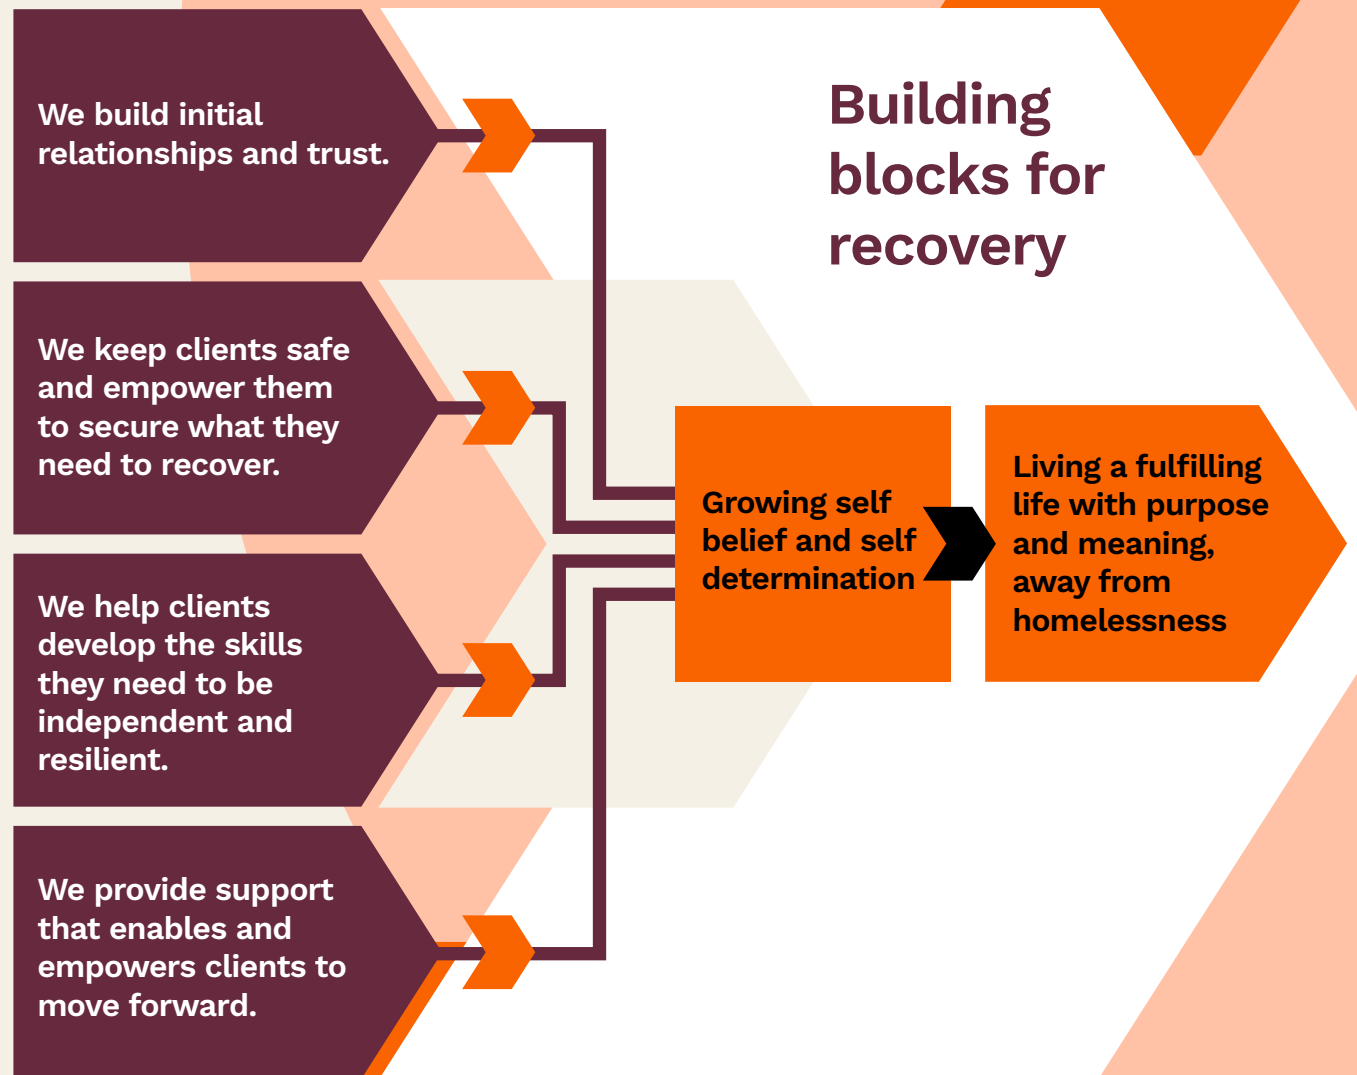 Building
blocks for
recovery
We build initial
relationships and trust.
We keep clients safe
and empower them
to secure what they
need to recover.
We help clients
develop the skills
they need to be
independent and
resilient.
We provide support
that enables and
empowers clients to
move forward.
Growing self
belief and self
determination
Living a fulfilling
life with purpose
and meaning,
away from
homelessness